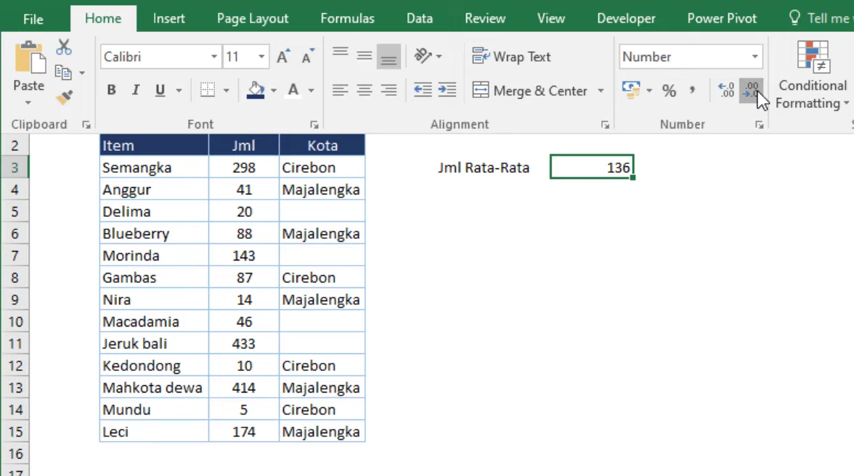 File Home Insert Page Layout Formulas Data Review View Developer Power Pivot Tell me
Calibri 11 Wrap Text Number
Paste B I U A Merge & Center % , Conditional
Formatting
Clipboard Font Alignment Number
2 Item Jml Kota
3 Semangka 298 Cirebon Jml Rata-Rata 136
4 Anggur 41 Majalengka
5 Delima 20
6 Blueberry 88 Majalengka
7 Morinda 143
8 Gambas 87 Cirebon
9 Nira 14 Majalengka
10 Macadamia 46
11 Jeruk bali 433
12 Kedondong 10 Cirebon
13 Mahkota dewa 414 Majalengka
14 Mundu 5 Cirebon
15 Leci 174 Majalengka
16